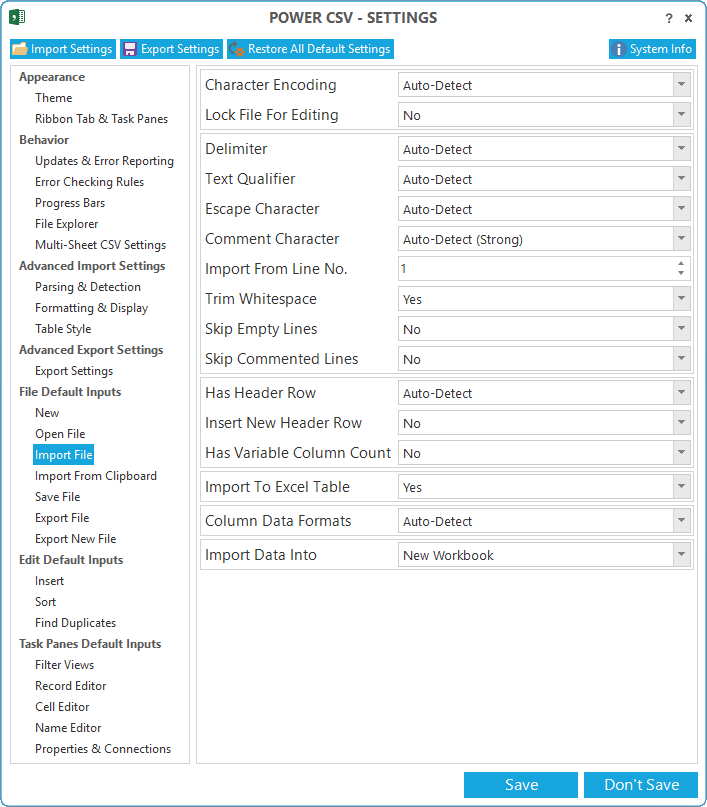 POWER CSV - SETTINGS
? x
Import Settings Export Settings Restore All Default Settings System Info
Appearance
Theme
Ribbon Tab & Task Panes
Behavior
Updates & Error Reporting
Error Checking Rules
Progress Bars
File Explorer
Multi-Sheet CSV Settings
Advanced Import Settings
Parsing & Detection
Formatting & Display
Table Style
Advanced Export Settings
Export Settings
File Default Inputs
New
Open File
Import File
Import From Clipboard
Save File
Export File
Export New File
Edit Default Inputs
Insert
Sort
Find Duplicates
Task Panes Default Inputs
Filter Views
Record Editor
Cell Editor
Name Editor
Properties & Connections
Character Encoding Auto-Detect
Lock File For Editing No
Delimiter Auto-Detect
Text Qualifier Auto-Detect
Escape Character Auto-Detect
Comment Character Auto-Detect (Strong)
Import From Line No. 1
Trim Whitespace Yes
Skip Empty Lines No
Skip Commented Lines No
Has Header Row Auto-Detect
Insert New Header Row No
Has Variable Column Count No
Import To Excel Table Yes
Column Data Formats Auto-Detect
Import Data Into New Workbook
Save Don't Save